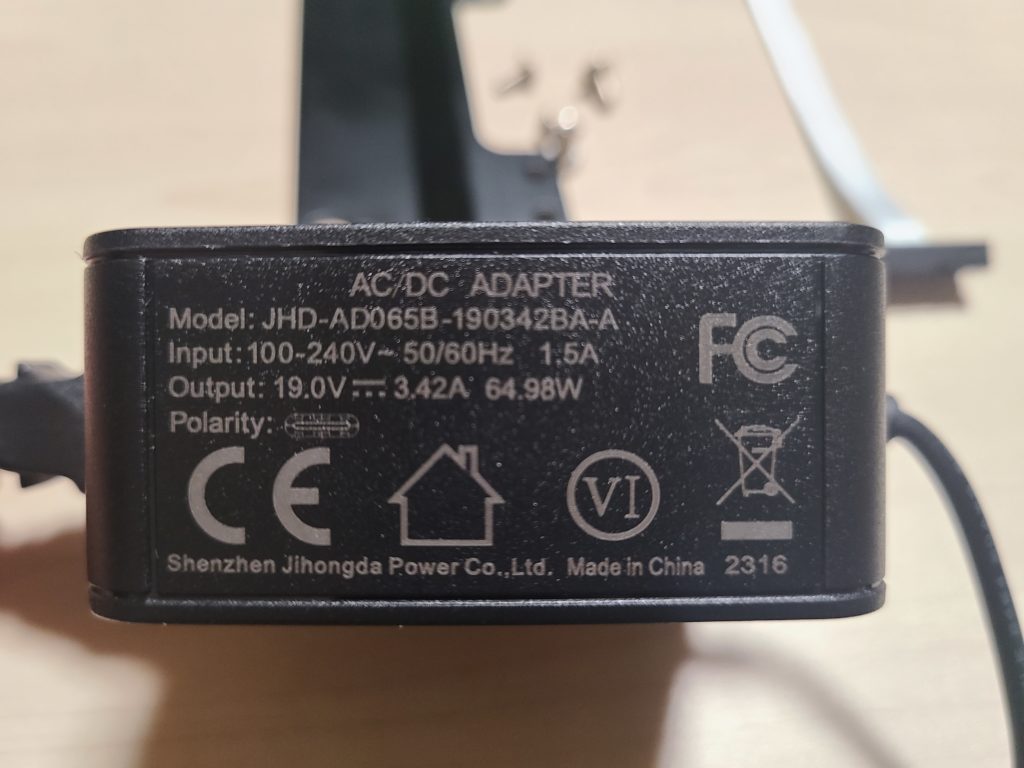 AC/DC ADAPTER
Model: JHD-AD065B-190342BA-A
Input: 100-240V~ 50/60Hz 1.5A
Output: 19.0V⎓3.42A 64.98W
Polarity:
FC
CE
VI
Shenzhen Jihongda Power Co.,Ltd. Made in China 2316